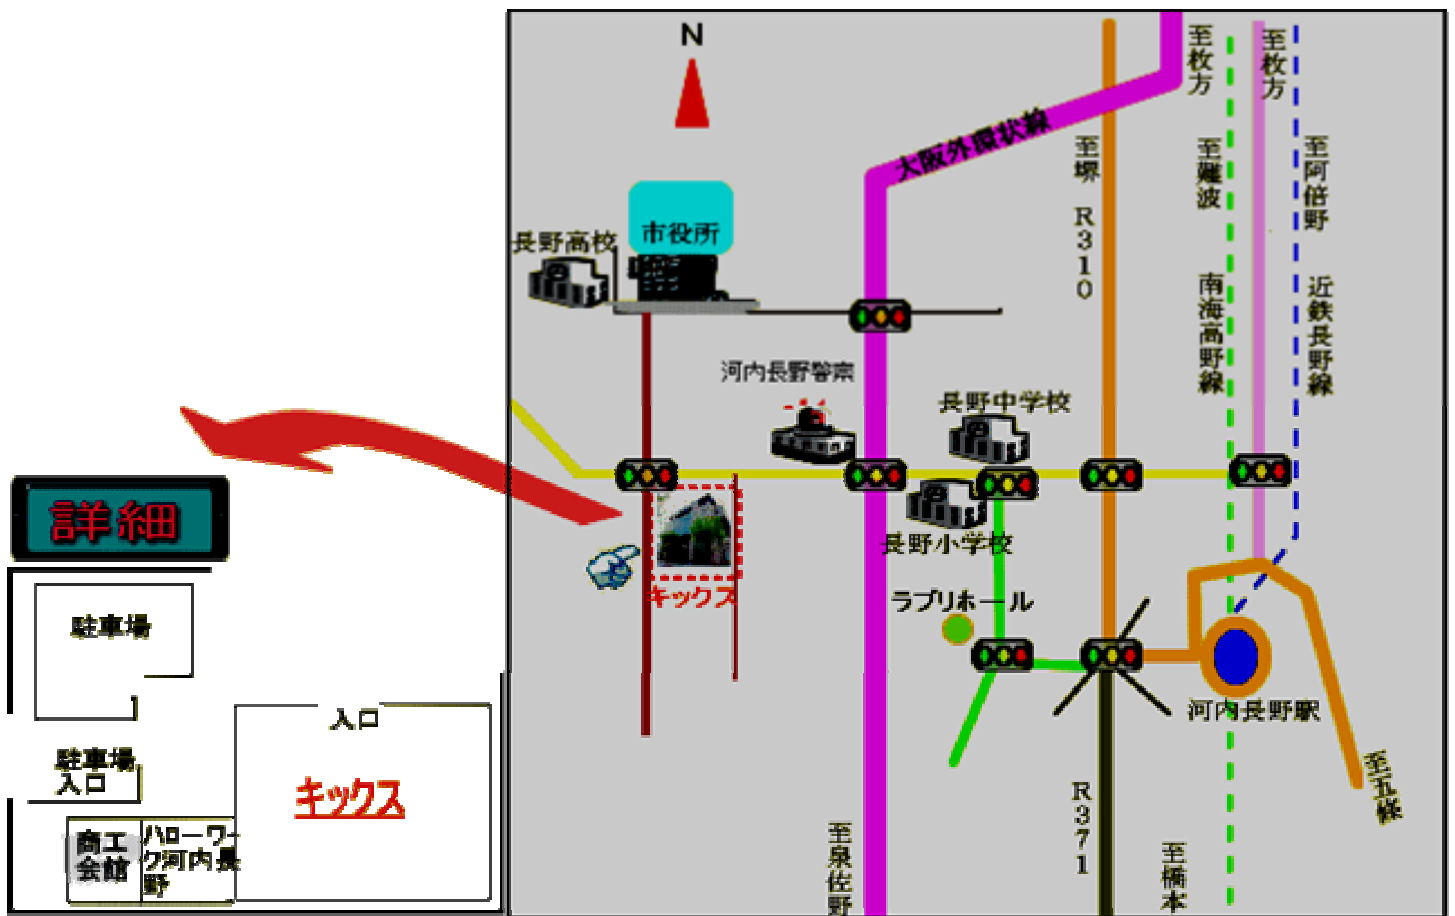 N
至枚方
至枚方
大阪外環状線
至堺 R310
至難波
至阿倍野
市役所
長野高校
南海高野線
近鉄長野線
河内長野警察
長野中学校
長野小学校
キックス
ラブリホール
河内長野駅
至五條
R371
至橋本
至泉佐野
詳細
駐車場
入口
駐車場
入口
キックス
商工
会館
ハローワー
ク河内長
野